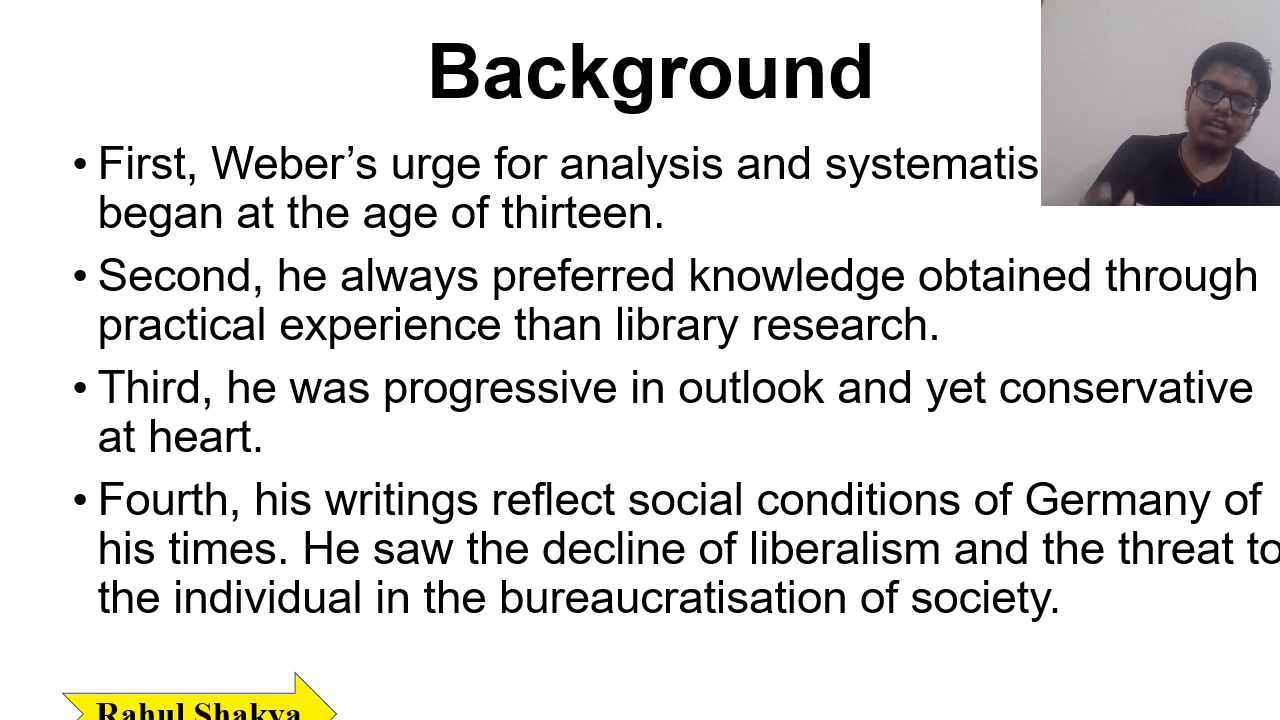 Background
• First, Weber’s urge for analysis and systematis
began at the age of thirteen.
• Second, he always preferred knowledge obtained through
practical experience than library research.
• Third, he was progressive in outlook and yet conservative
at heart.
• Fourth, his writings reflect social conditions of Germany of
his times. He saw the decline of liberalism and the threat to
the individual in the bureaucratisation of society.
Rahul Shakya